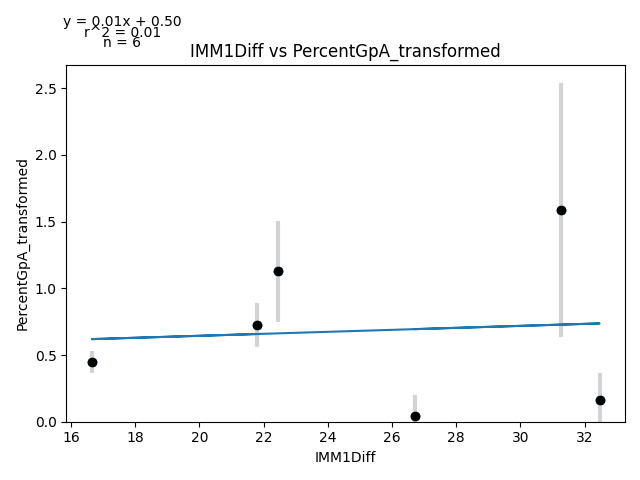 y = 0.01x + 0.50
r^2 = 0.01
n = 6
IMM1Diff vs PercentGpA_transformed
PercentGpA_transformed
2.5
2.0
1.5
1.0
0.5
0.0
16 18 20 22 24 26 28 30 32
IMM1Diff